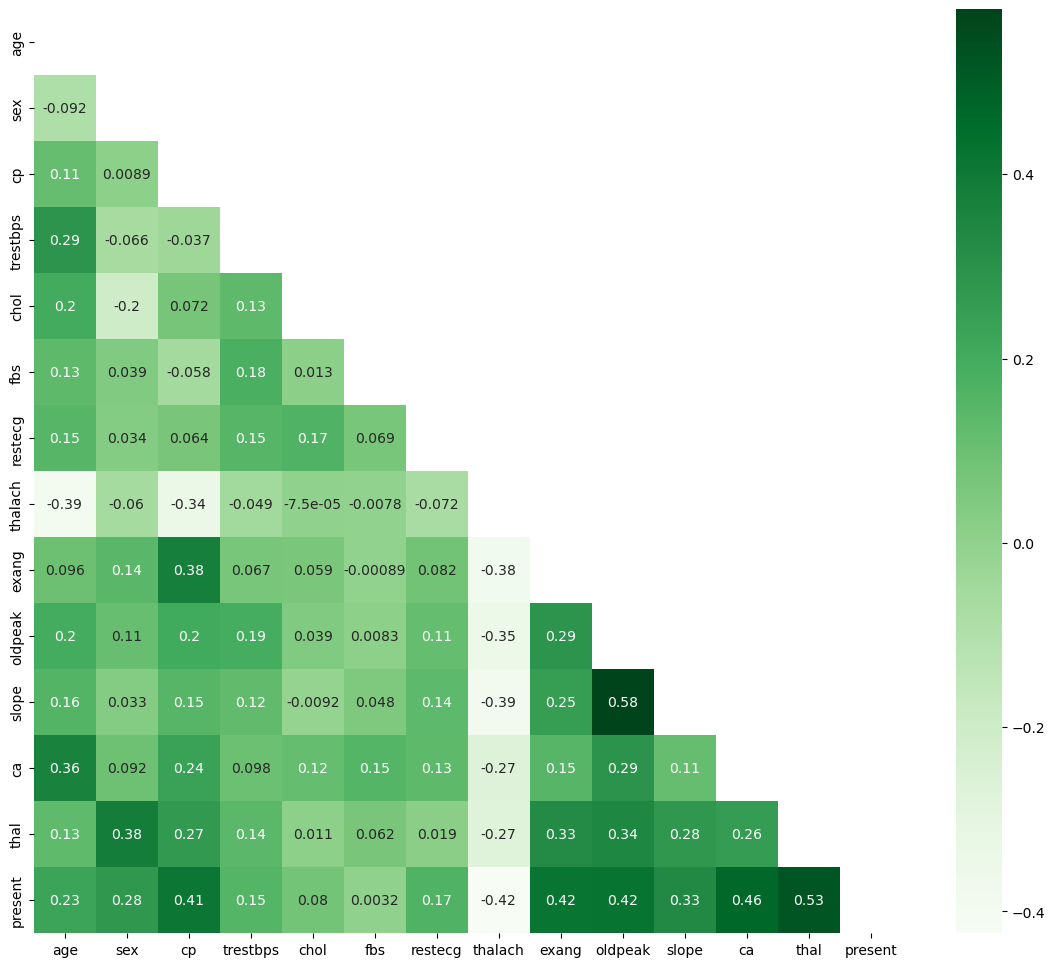 age
sex -0.092
cp 0.11 0.0089
0.4
trestbps 0.29 -0.066 -0.037
chol 0.2 -0.2 0.072 0.13
0.2
fbs 0.13 0.039 -0.058 0.18 0.013
restecg 0.15 0.034 0.064 0.15 0.17 0.069
thalach -0.39 -0.06 -0.34 -0.049 -7.5e-05 -0.0078 -0.072
0.0
exang 0.096 0.14 0.38 0.067 0.059 -0.00089 0.082 -0.38
oldpeak 0.2 0.11 0.2 0.19 0.039 0.0083 0.11 -0.35 0.29
slope 0.16 0.033 0.15 0.12 -0.0092 0.048 0.14 -0.39 0.25 0.58
−0.2
ca 0.36 0.092 0.24 0.098 0.12 0.15 0.13 -0.27 0.15 0.29 0.11
thal 0.13 0.38 0.27 0.14 0.011 0.062 0.019 -0.27 0.33 0.34 0.28 0.26
present 0.23 0.28 0.41 0.15 0.08 0.0032 0.17 -0.42 0.42 0.42 0.33 0.46 0.53
−0.4
age sex cp trestbps chol fbs restecg thalach exang oldpeak slope ca thal present